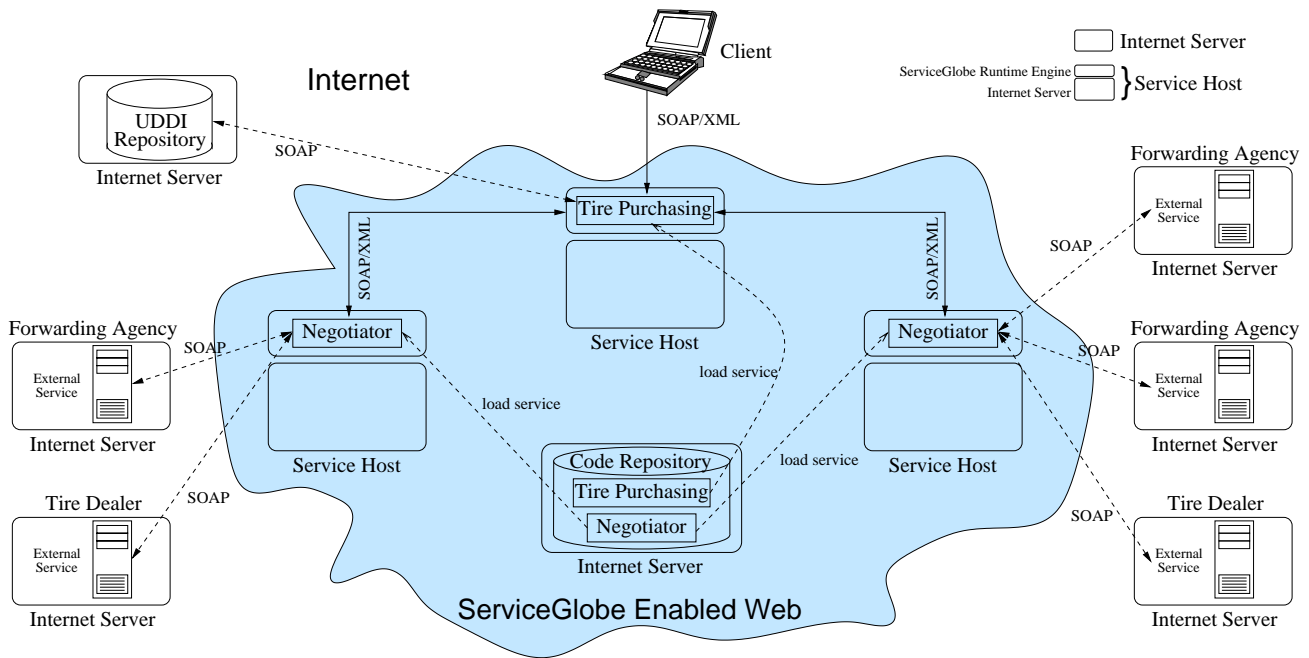 Client
Internet Server
ServiceGlobe Runtime Engine
Internet Server
Service Host
Internet
UDDI
Repository
Internet Server
SOAP
SOAP/XML
Tire Purchasing
Service Host
SOAP/XML
SOAP/XML
Forwarding Agency
External
Service
Internet Server
SOAP
Forwarding Agency
External
Service
Internet Server
SOAP
Negotiator
Service Host
Negotiator
Service Host
Forwarding Agency
External
Service
Internet Server
SOAP
load service
load service
load service
Code Repository
Tire Purchasing
Negotiator
Internet Server
Tire Dealer
External
Service
Internet Server
SOAP
Tire Dealer
External
Service
Internet Server
SOAP
ServiceGlobe Enabled Web